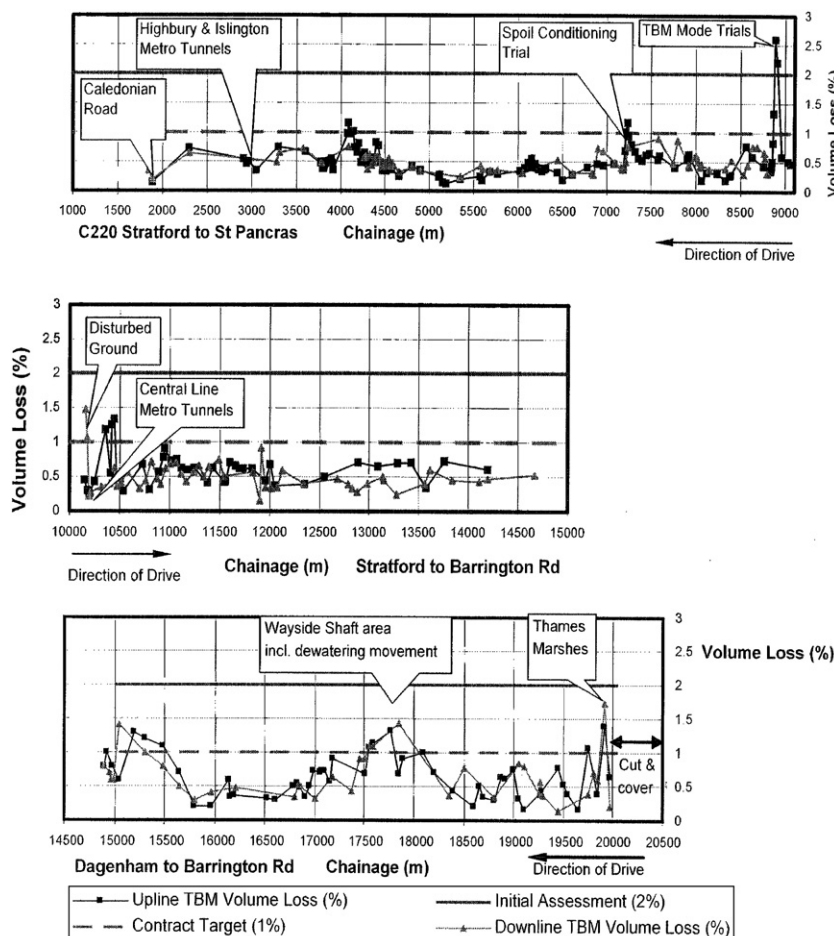 Highbury & Islington
Metro Tunnels
Spoil Conditioning
Trial
TBM Mode Trials
Caledonian
Road
3
2.5
2
1.5
1
0.5
0
Volume Loss (%)
1000 1500 2000 2500 3000 3500 4000 4500 5000 5500 6000 6500 7000 7500 8000 8500 9000
C220 Stratford to St Pancras Chainage (m)
Direction of Drive
3
2.5
2
1.5
1
0.5
0
Volume Loss (%)
Disturbed
Ground
Central Line
Metro Tunnels
10000 10500 11000 11500 12000 12500 13000 13500 14000 14500 15000
Direction of Drive
Chainage (m) Stratford to Barrington Rd
Wayside Shaft area
incl. dewatering movement
Thames
Marshes
3
2.5
2
1.5
1
0.5
0
Volume Loss (%)
Cut &
cover
14500 15000 15500 16000 16500 17000 17500 18000 18500 19000 19500 20000 20500
Dagenham to Barrington Rd Chainage (m)
Direction of Drive
Upline TBM Volume Loss (%) Initial Assessment (2%)
Contract Target (1%) Downline TBM Volume Loss (%)